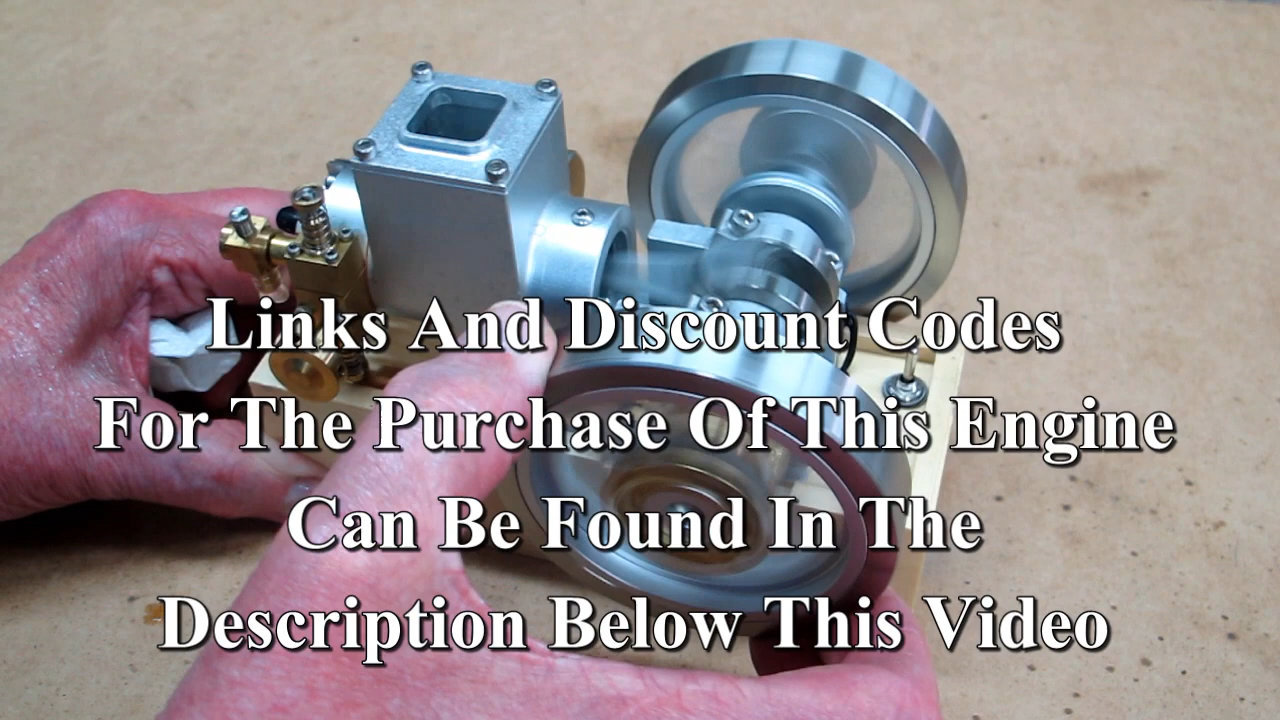 Links And Discount Codes
For The Purchase Of This Engine
Can Be Found In The
Description Below This Video